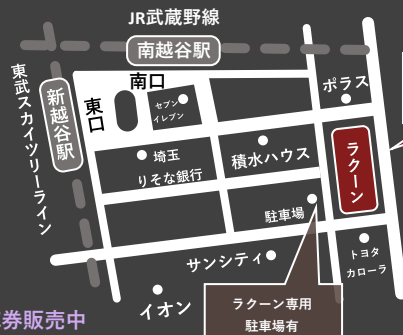 JR武蔵野線
南越谷駅
東武スカイツリーライン
新越谷駅
東口
南口
セブン
イレブン
ポラス
埼玉
りそな銀行
積水ハウス
ラクーン
駐車場
サンシティ
トヨタ
カローラ
イオン
ラクーン専用
駐車場有
券販売中